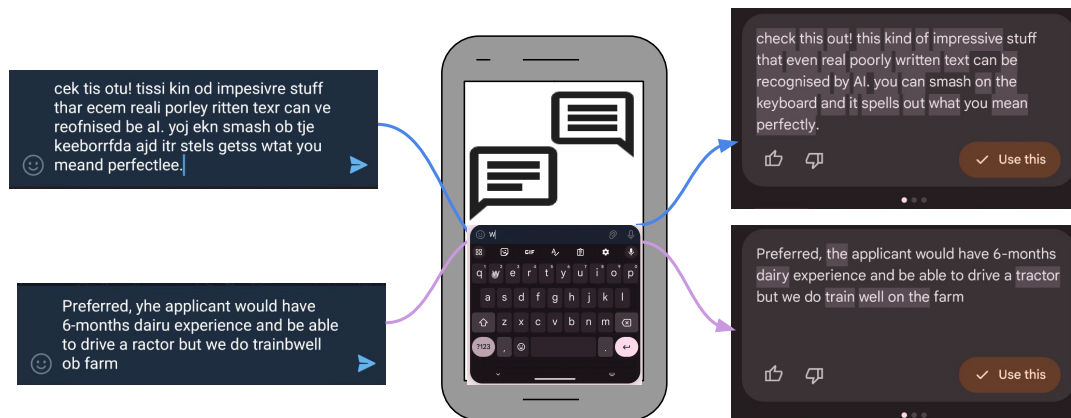 cek tis otu! tissi kin od impesivre stuff
thar ecem reali porley ritten texr can ve
reofnised be aI. yoj ekn smash ob tje
keeborrfda ajd itr stels getss wtat you
meand perfectlee.
Preferred, yhe applicant would have
6-months dairu experience and be able
to drive a ractor but we do trainbwell
ob farm
w
GIF
q w e r t y u i o p
a s d f g h j k l
z x c v b n m
?123 , .
check this out! this kind of impressive stuff
that even real poorly written text can be
recognised by AI. you can smash on the
keyboard and it spells out what you mean
perfectly.
Use this
Preferred, the applicant would have 6-months
dairy experience and be able to drive a tractor
but we do train well on the farm
Use this